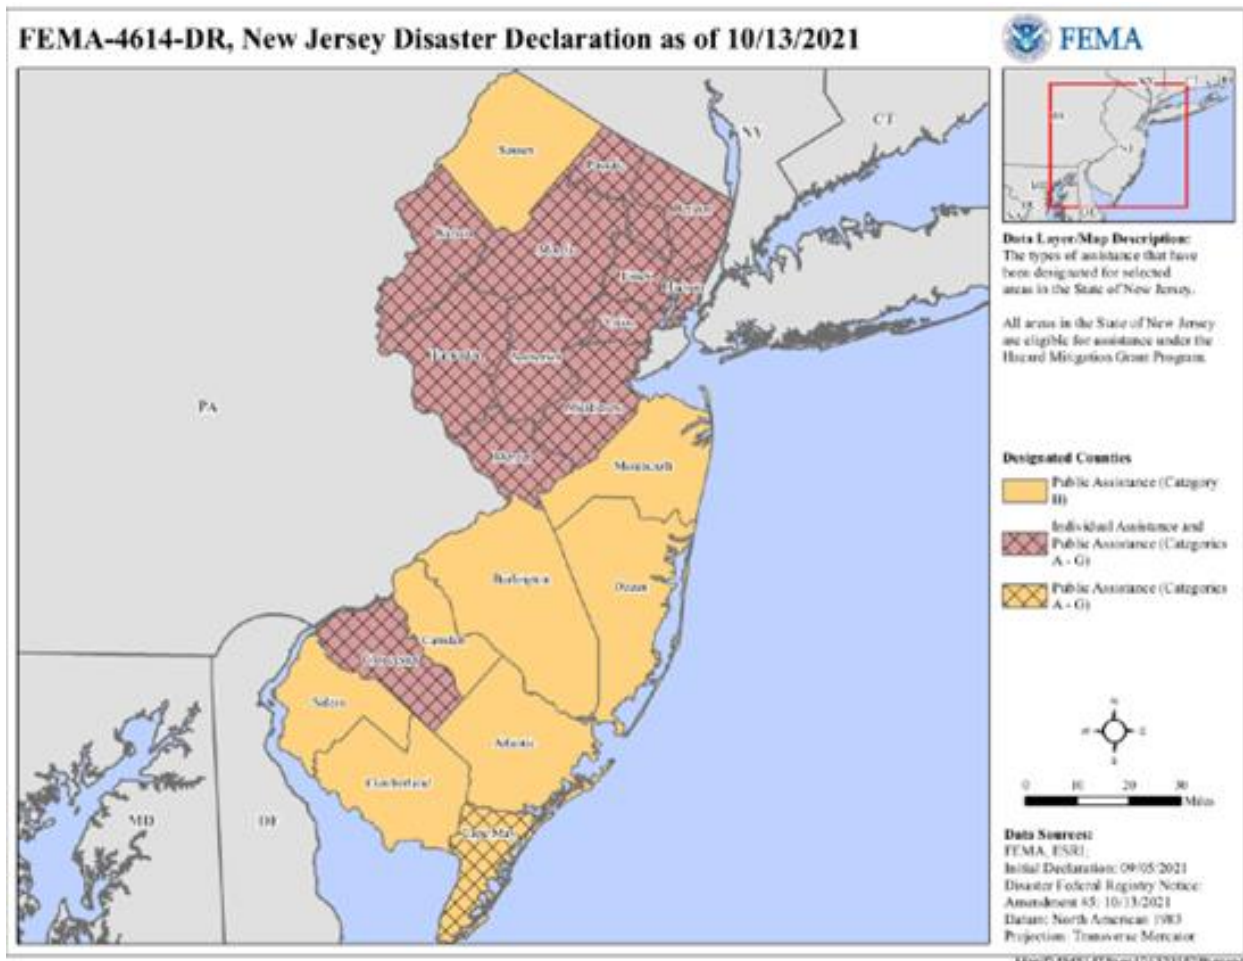 FEMA-4614-DR, New Jersey Disaster Declaration as of 10/13/2021
FEMA
NY
CT
PA
MD
DE
Sussex
Passaic
Bergen
Warren
Morris
Essex
Hudson
Union
Hunterdon
Somerset
Middlesex
Mercer
Monmouth
Burlington
Ocean
Camden
Gloucester
Salem
Atlantic
Cumberland
Cape May
Data Layer/Map Description:
The types of assistance that have
been designated for selected
areas in the State of New Jersey.
All areas in the State of New Jersey
are eligible for assistance under the
Hazard Mitigation Grant Program.
Designated Counties
Public Assistance (Category
B)
Individual Assistance and
Public Assistance (Categories
A - G)
Public Assistance (Categories
A - G)
N
W E
S
0 10 20 30
Miles
Data Sources:
FEMA, ESRI;
Initial Declaration: 09/05/2021
Disaster Federal Registry Notice:
Amendment #5: 10/13/2021
Datum: North American 1983
Projection: Transverse Mercator